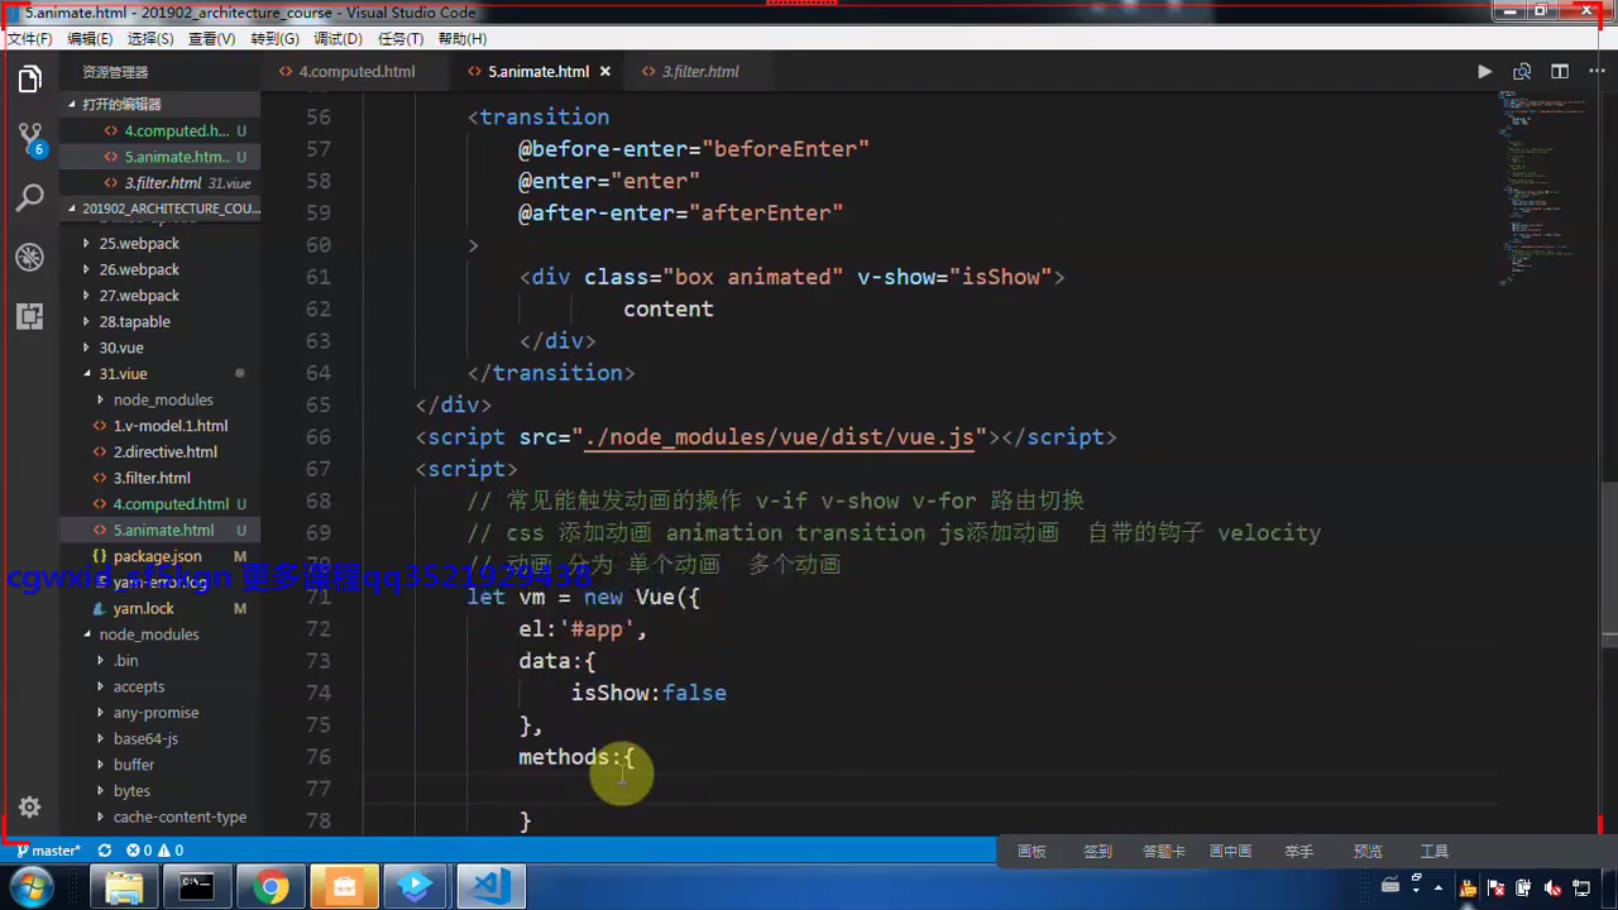 5.animate.html - 201902_architecture_course - Visual Studio Code
文件(F) 编辑(E) 选择(S) 查看(V) 转到(G) 调试(D) 任务(T) 帮助(H)
资源管理器
<> 4.computed.html <> 5.animate.html × <> 3.filter.html
打开的编辑器
<> 4.computed.h... U
<> 5.animate.htm... U
<> 3.filter.html 31.viue
201902_ARCHITECTURE_COU...
25.webpack
26.webpack
27.webpack
28.tapable
30.vue
31.viue
node_modules
<> 1.v-model.1.html
<> 2.directive.html
<> 3.filter.html
<> 4.computed.html U
<> 5.animate.html U
{} package.json M
yarn-error.log
yarn.lock M
node_modules
.bin
accepts
any-promise
base64-js
buffer
bytes
cache-content-type
6
56 <transition
57 @before-enter="beforeEnter"
58 @enter="enter"
59 @after-enter="afterEnter"
60 >
61 <div class="box animated" v-show="isShow">
62 content
63 </div>
64 </transition>
65 </div>
66 <script src="./node_modules/vue/dist/vue.js"></script>
67 <script>
68 // 常见能触发动画的操作 v-if v-show v-for 路由切换
69 // css 添加动画 animation transition js添加动画 自带的钩子 velocity
70 // 动画 分为 单个动画 多个动画
71 let vm = new Vue({
72 el:'#app',
73 data:{
74 isShow:false
75 },
76 methods:{
77
78 }
cgwxid_sf5kgn 更多课程qq3521929438
master* 0 0
画板 签到 答题卡 画中画 举手 预览 工具
C:\